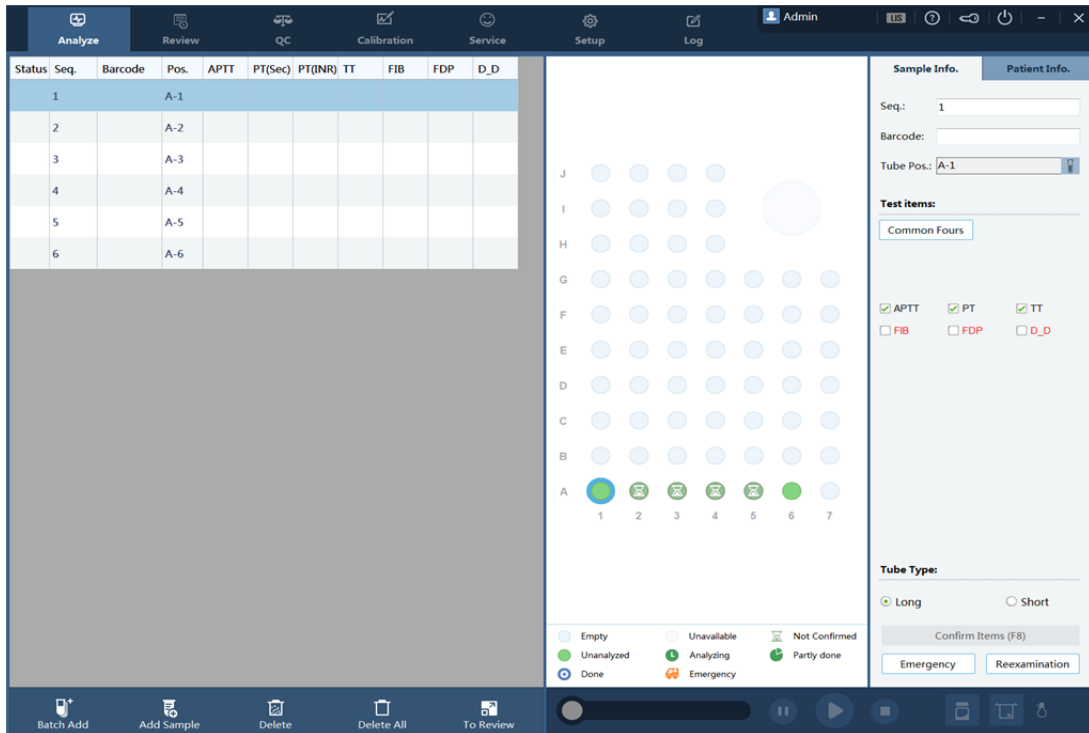 Analyze Review QC Calibration Service Setup Log Admin US
Status Seq. Barcode Pos. APTT PT(Sec) PT(INR) TT FIB FDP D_D
1 A-1
2 A-2
3 A-3
4 A-4
5 A-5
6 A-6
J
I
H
G
F
E
D
C
B
A
1 2 3 4 5 6 7
Empty Unavailable Not Confirmed
Unanalyzed Analyzing Partly done
Done Emergency
Sample Info. Patient Info.
Seq.: 1
Barcode:
Tube Pos.: A-1
Test items:
Common Fours
APTT PT TT
FIB FDP D_D
Tube Type:
Long Short
Confirm Items (F8)
Emergency Reexamination
Batch Add Add Sample Delete Delete All To Review